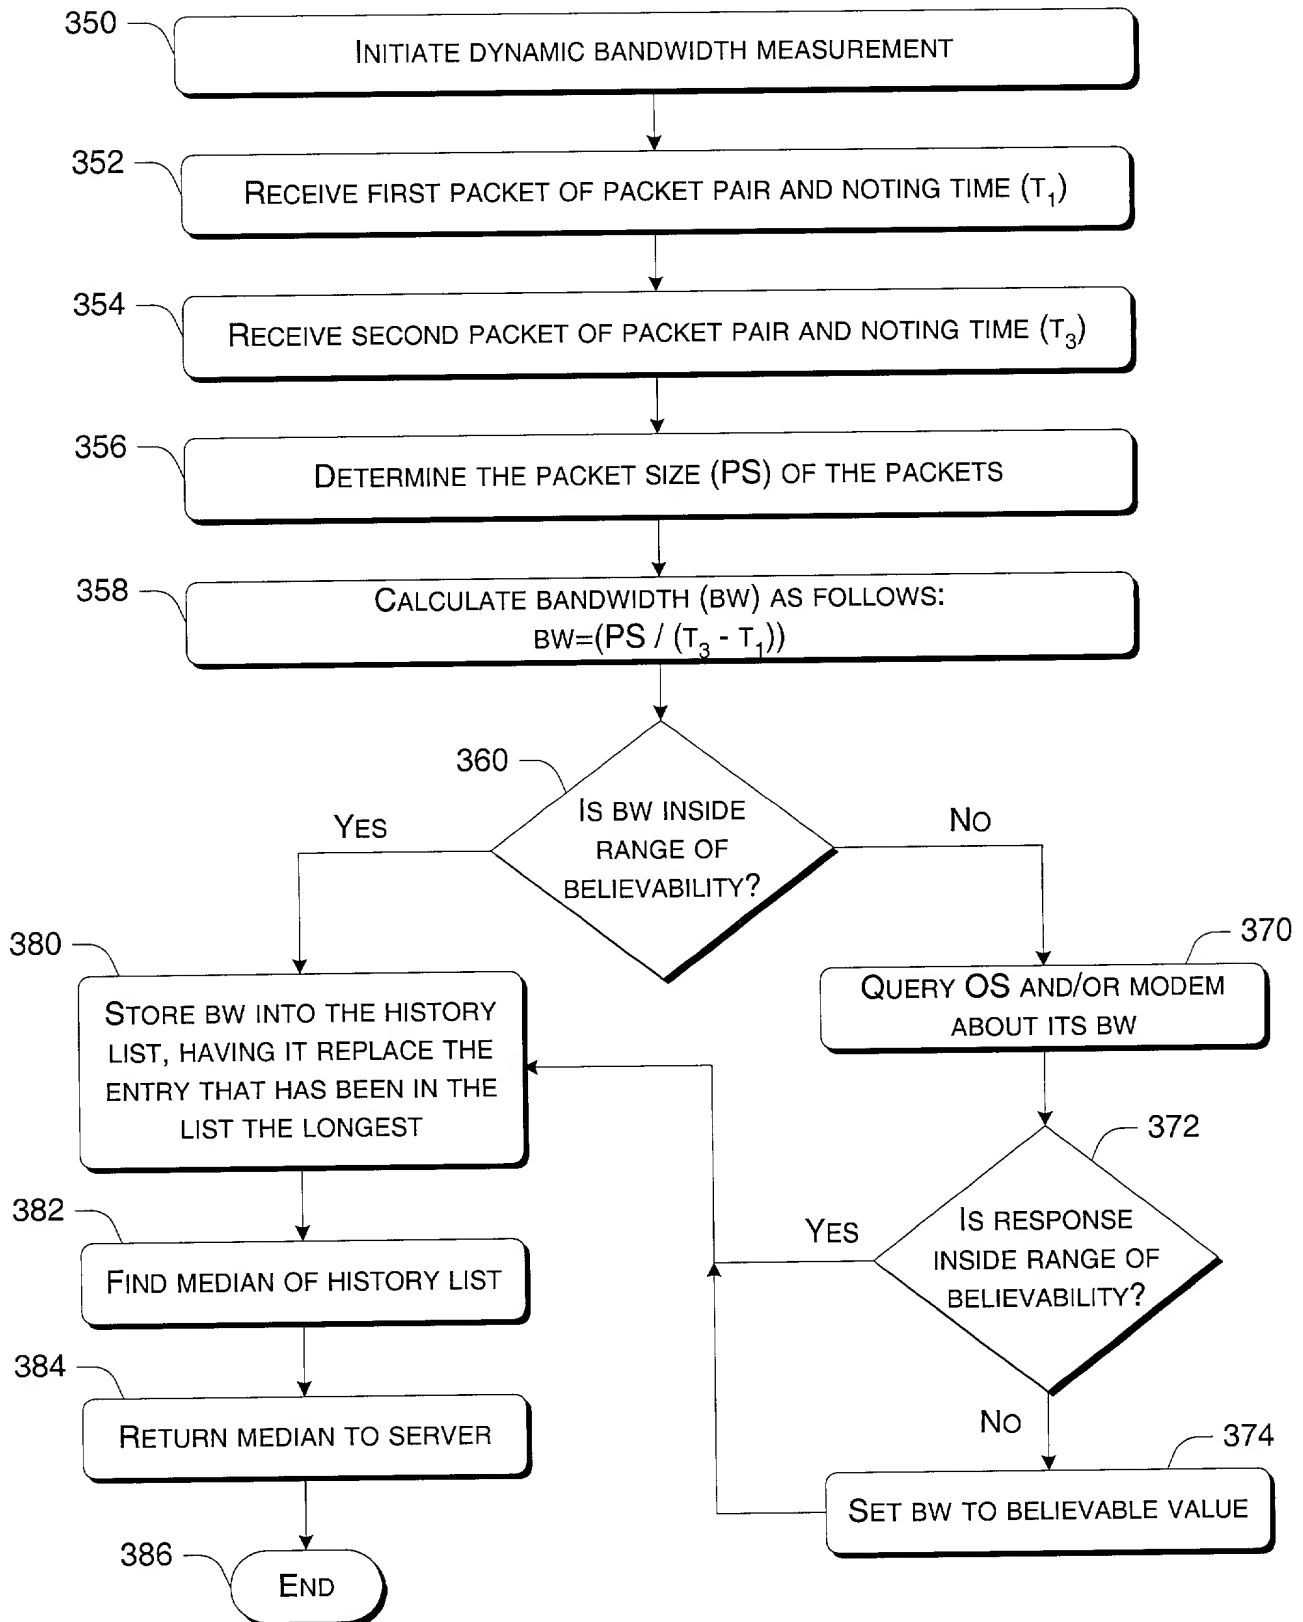 350
INITIATE DYNAMIC BANDWIDTH MEASUREMENT
352
RECEIVE FIRST PACKET OF PACKET PAIR AND NOTING TIME (T1)
354
RECEIVE SECOND PACKET OF PACKET PAIR AND NOTING TIME (T3)
356
DETERMINE THE PACKET SIZE (PS) OF THE PACKETS
358
CALCULATE BANDWIDTH (BW) AS FOLLOWS:
BW=(PS / (T3 - T1))
360
IS BW INSIDE
RANGE OF
BELIEVABILITY?
YES
NO
380
STORE BW INTO THE HISTORY
LIST, HAVING IT REPLACE THE
ENTRY THAT HAS BEEN IN THE
LIST THE LONGEST
370
QUERY OS AND/OR MODEM
ABOUT ITS BW
372
IS RESPONSE
INSIDE RANGE OF
BELIEVABILITY?
YES
NO
382
FIND MEDIAN OF HISTORY LIST
384
RETURN MEDIAN TO SERVER
374
SET BW TO BELIEVABLE VALUE
386
END